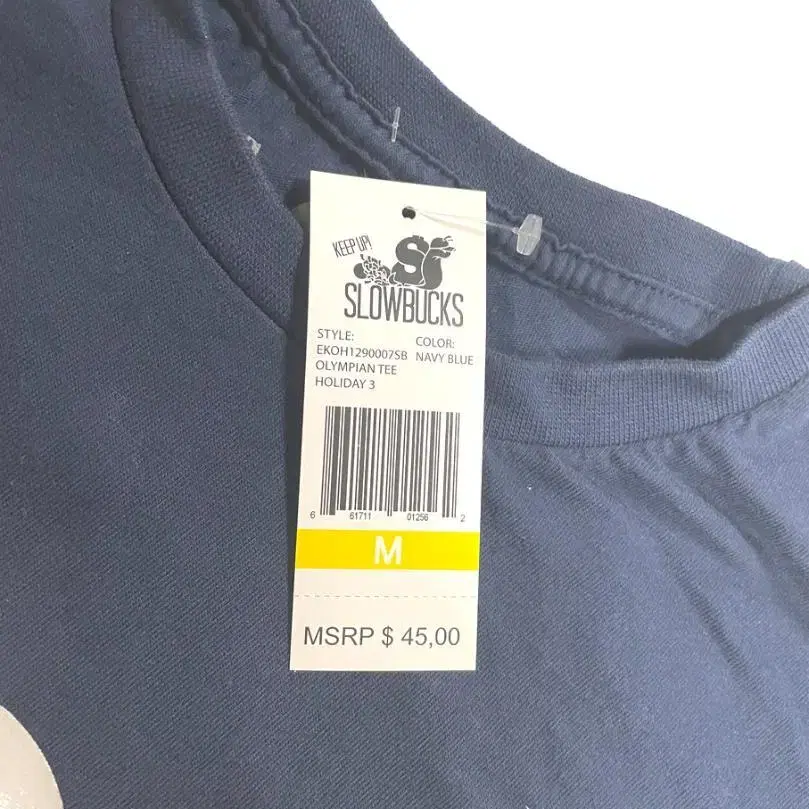 KEEP UP!
SLOWBUCKS
STYLE: COLOR:
EKOH1290007SB NAVY BLUE
OLYMPIAN TEE
HOLIDAY 3
6 61711 01256 2
M
MSRP $ 45,00